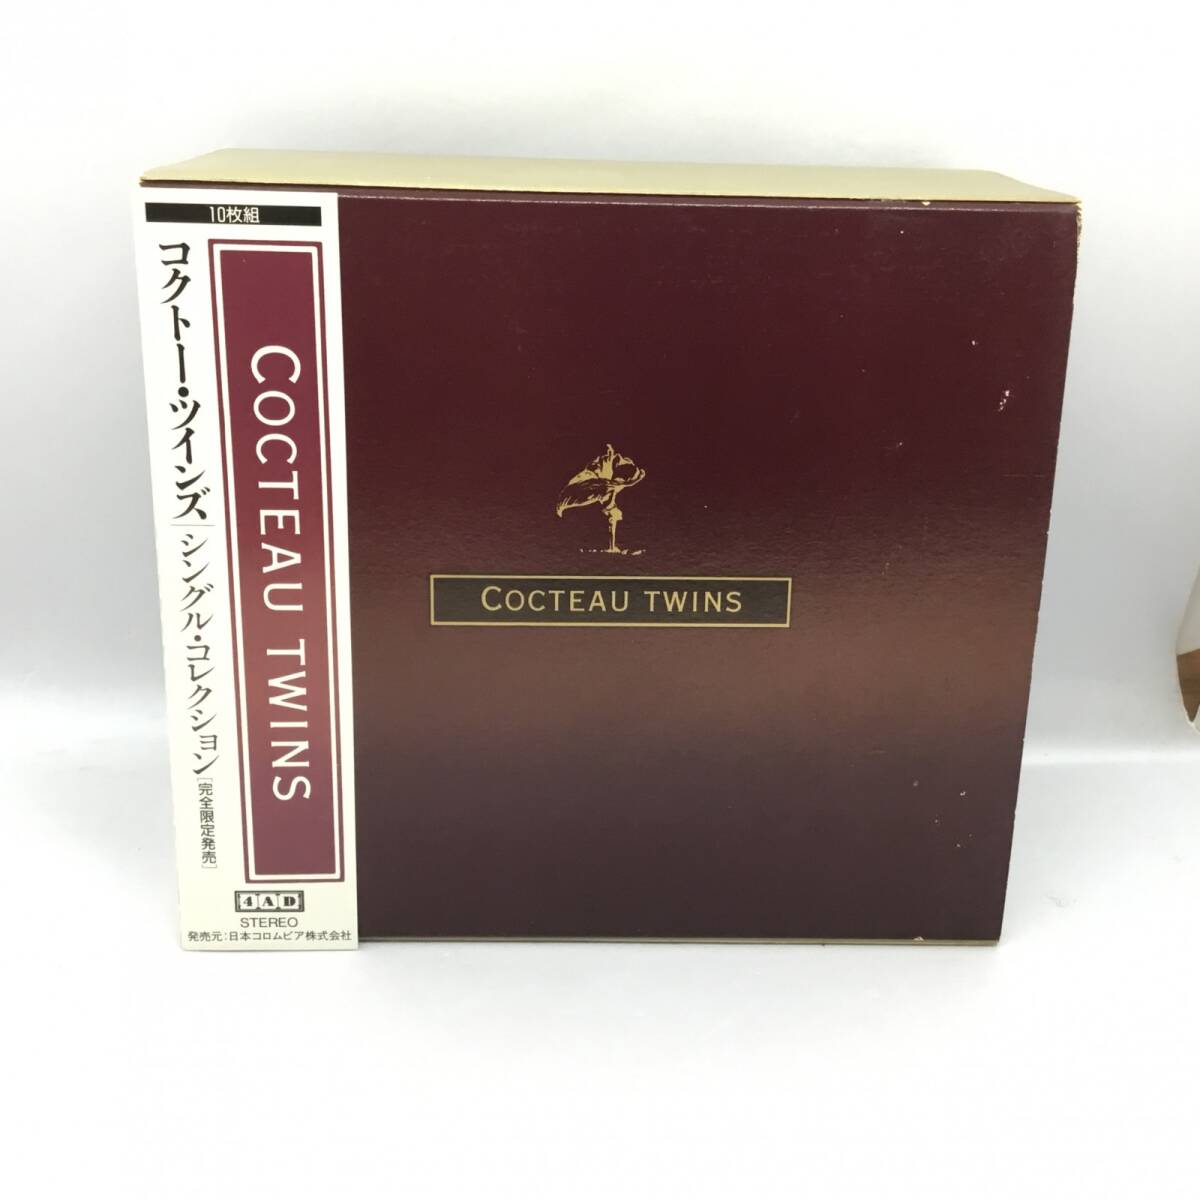 10枚組
コクトー・ツインズ
シングル・コレクション
[完全限定発売]
COCTEAU TWINS
4AD
STEREO
発売元:日本コロムビア株式会社
COCTEAU TWINS